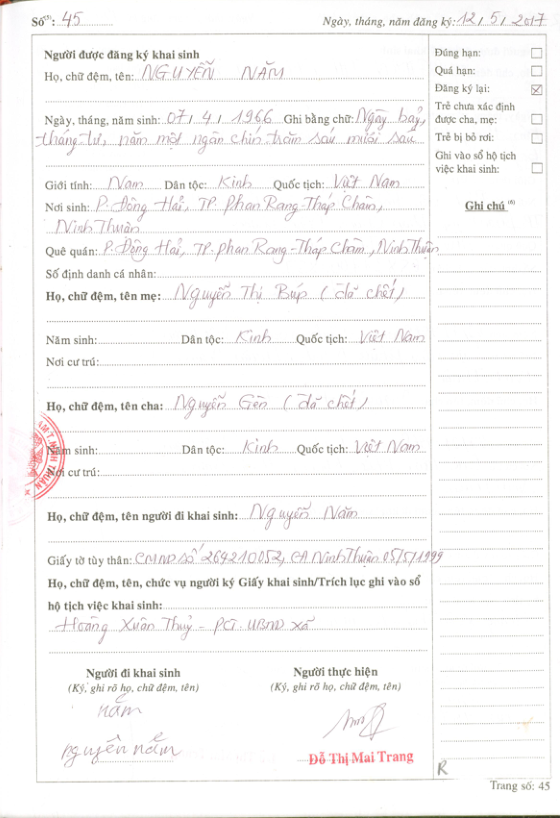 Số⁽³⁾: 45
Ngày, tháng, năm đăng ký: 12/5/2017
Người được đăng ký khai sinh
Họ, chữ đệm, tên: NGUYỄN NĂM
Ngày, tháng, năm sinh: 07/4/1966 Ghi bằng chữ: Ngày bảy,
tháng tư, năm một ngàn chín trăm sáu mươi sáu
Giới tính: Nam Dân tộc: Kinh Quốc tịch: Việt Nam
Nơi sinh: P. Đông Hải, TP. Phan Rang-Tháp Chàm,
Ninh Thuận
Quê quán: P. Đông Hải, TP. Phan Rang-Tháp Chàm, Ninh Thuận
Số định danh cá nhân:
Họ, chữ đệm, tên mẹ: Nguyễn Thị Búp (đã chết)
Năm sinh: Dân tộc: Kinh Quốc tịch: Việt Nam
Nơi cư trú:
Họ, chữ đệm, tên cha: Nguyễn Gèn (đã chết)
Năm sinh: Dân tộc: Kinh Quốc tịch: Việt Nam
Nơi cư trú:
Họ, chữ đệm, tên người đi khai sinh: Nguyễn Năm
Giấy tờ tùy thân: CMND số 264210052, CA Ninh Thuận 05/5/1999
Họ, chữ đệm, tên, chức vụ người ký Giấy khai sinh/Trích lục ghi vào sổ
hộ tịch việc khai sinh:
Hoàng Xuân Thuỷ - PCT. UBND xã
Người đi khai sinh
(Ký, ghi rõ họ, chữ đệm, tên)
năm
nguyễn năm
Người thực hiện
(Ký, ghi rõ họ, chữ đệm, tên)
Đỗ Thị Mai Trang
Đúng hạn:
Quá hạn:
Đăng ký lại:
Trẻ chưa xác định
được cha, mẹ:
Trẻ bị bỏ rơi:
Ghi vào sổ hộ tịch
việc khai sinh:
Ghi chú ⁽⁶⁾
R
Trang số: 45